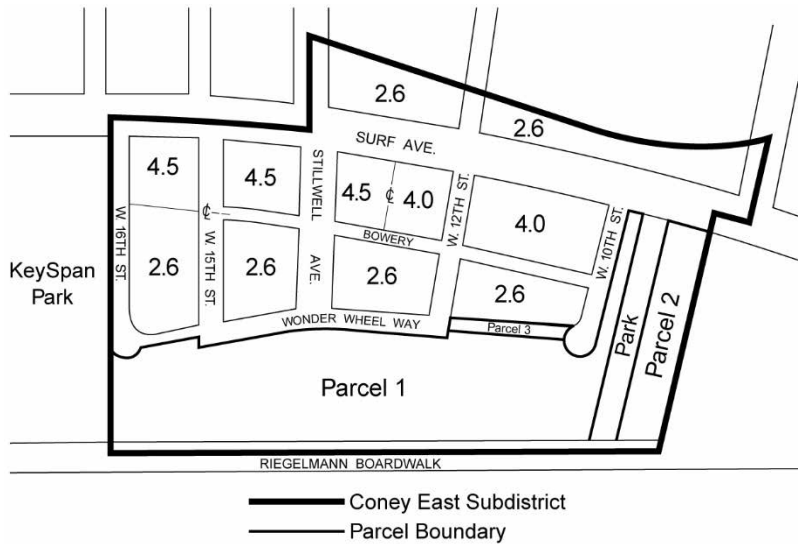 2.6
2.6
SURF AVE.
4.5
4.5
STILLWELL
AVE.
4.5
℄
4.0
W. 12TH ST.
4.0
W. 10TH ST.
W. 16TH ST.
℄
W. 15TH ST.
BOWERY
KeySpan
Park
2.6
2.6
2.6
2.6
WONDER WHEEL WAY
Parcel 3
Park
Parcel 2
Parcel 1
RIEGELMANN BOARDWALK
Coney East Subdistrict
Parcel Boundary